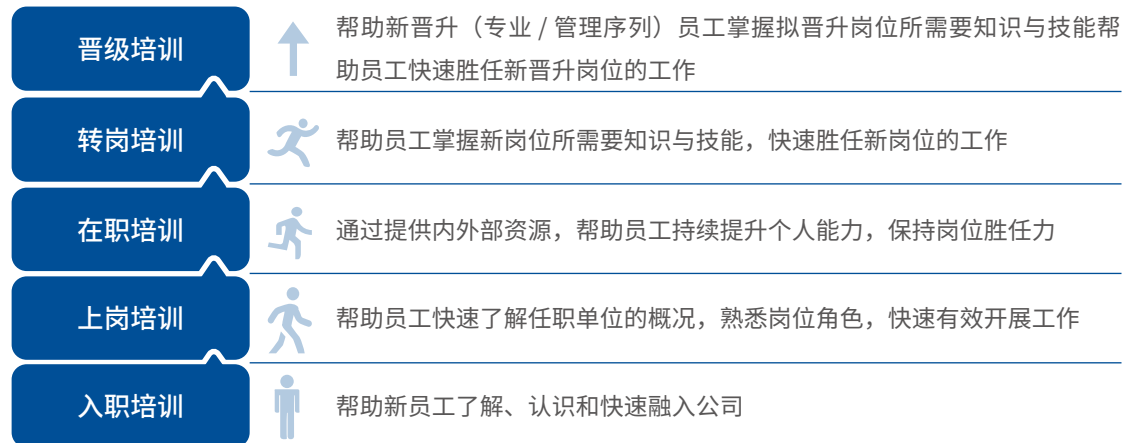 晋级培训
帮助新晋升（专业 / 管理序列）员工掌握拟晋升岗位所需要知识与技能帮
助员工快速胜任新晋升岗位的工作
转岗培训
帮助员工掌握新岗位所需要知识与技能，快速胜任新岗位的工作
在职培训
通过提供内外部资源，帮助员工持续提升个人能力，保持岗位胜任力
上岗培训
帮助员工快速了解任职单位的概况，熟悉岗位角色，快速有效开展工作
入职培训
帮助新员工了解、认识和快速融入公司